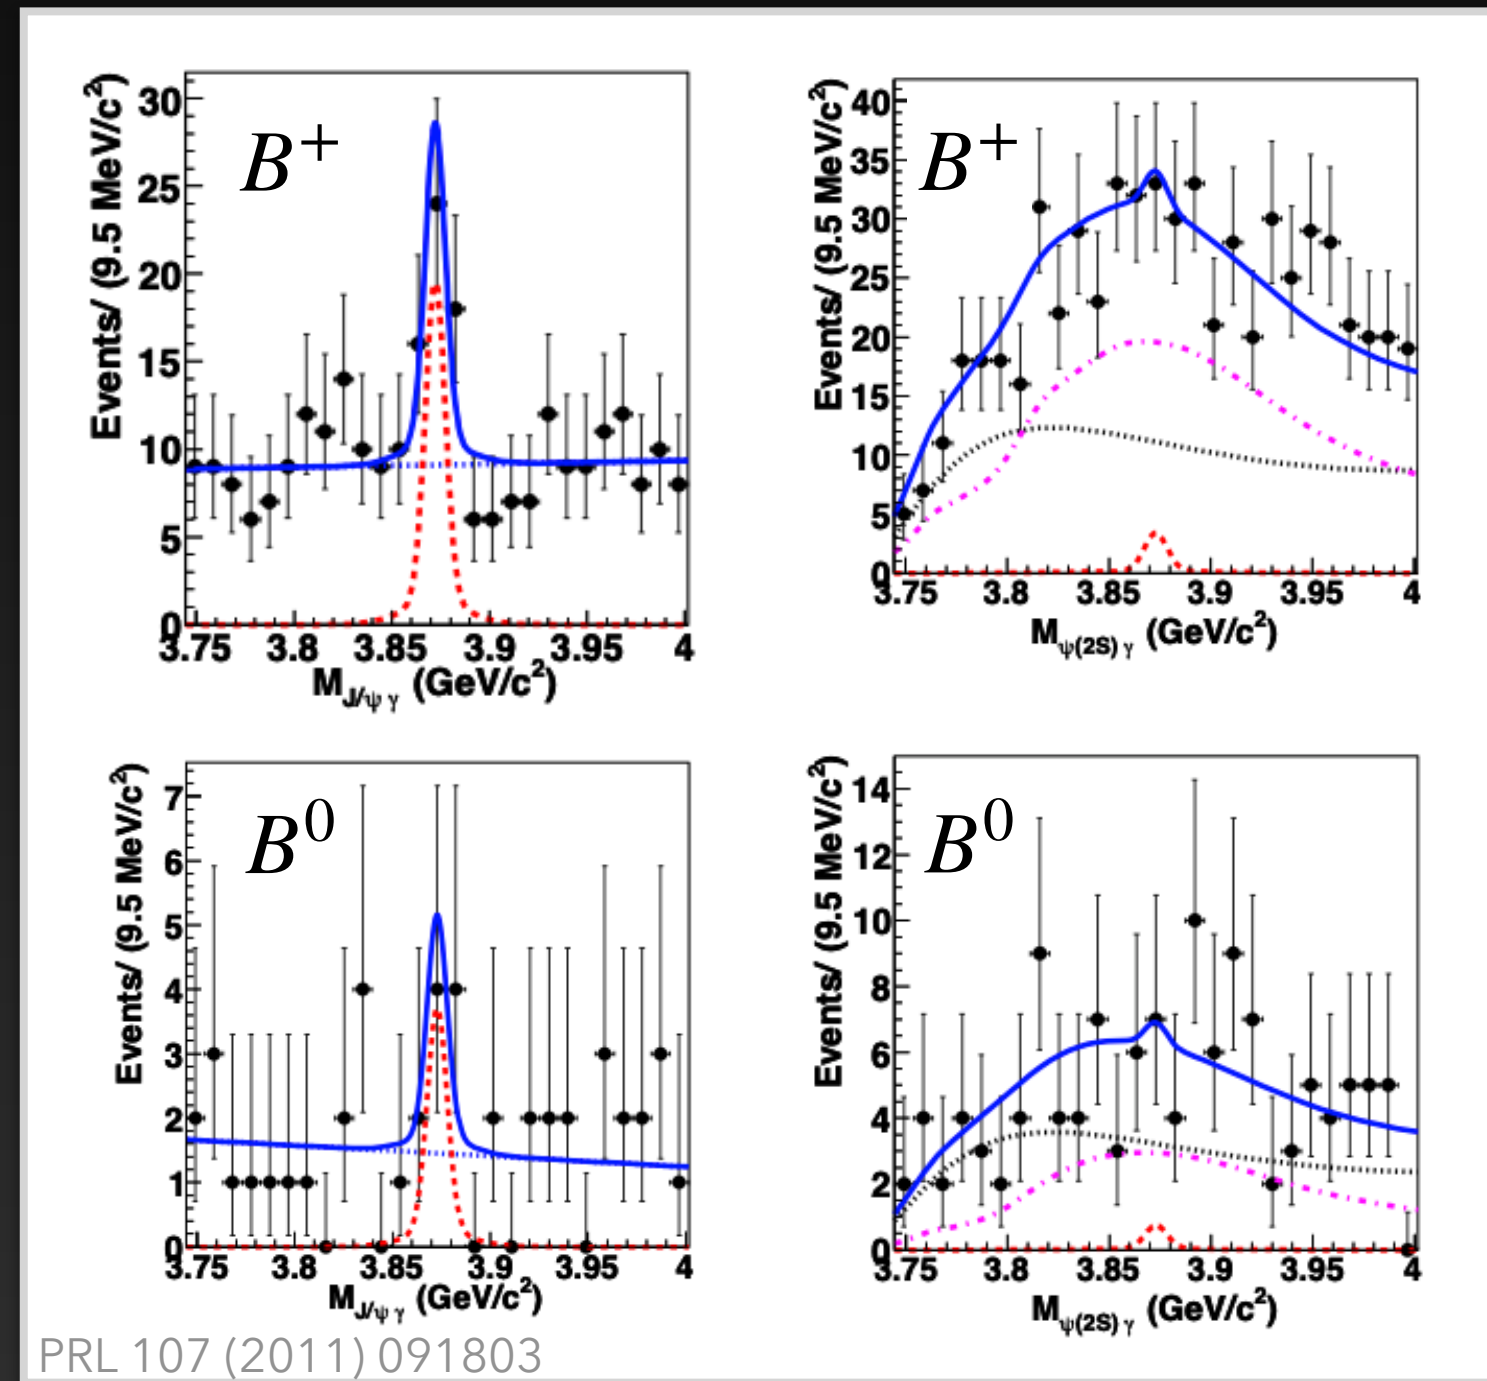 Events/ (9.5 MeV/c²)
30
25
20
15
10
5
0
B⁺
3.75 3.8 3.85 3.9 3.95 4
M_J/ψ γ (GeV/c²)
Events/ (9.5 MeV/c²)
40
35
30
25
20
15
10
5
0
B⁺
3.75 3.8 3.85 3.9 3.95 4
M_ψ(2S) γ (GeV/c²)
Events/ (9.5 MeV/c²)
7
6
5
4
3
2
1
0
B⁰
3.75 3.8 3.85 3.9 3.95 4
M_J/ψ γ (GeV/c²)
Events/ (9.5 MeV/c²)
14
12
10
8
6
4
2
0
B⁰
3.75 3.8 3.85 3.9 3.95 4
M_ψ(2S) γ (GeV/c²)
PRL 107 (2011) 091803